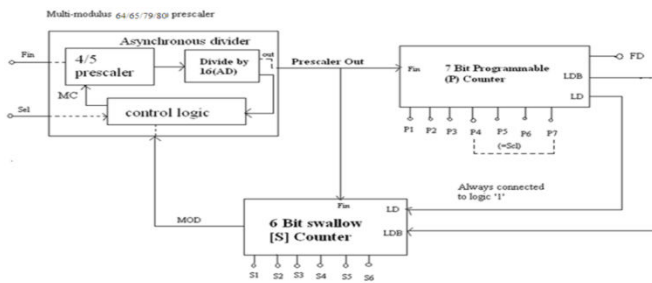 Multi-modulus 64/65/79/80 prescaler
Asynchronous divider
Fin
4/5 prescaler
Divide by 16(AD)
out
Prescaler Out
MC
Sel
control logic
Fin
7 Bit Programmable (P) Counter
FD
LDB
LD
P1 P2 P3 P4 P5 P6 P7
(=Sel)
Always connected to logic '1'
MOD
Fin
6 Bit swallow [S] Counter
LD
LDB
S1 S2 S3 S4 S5 S6